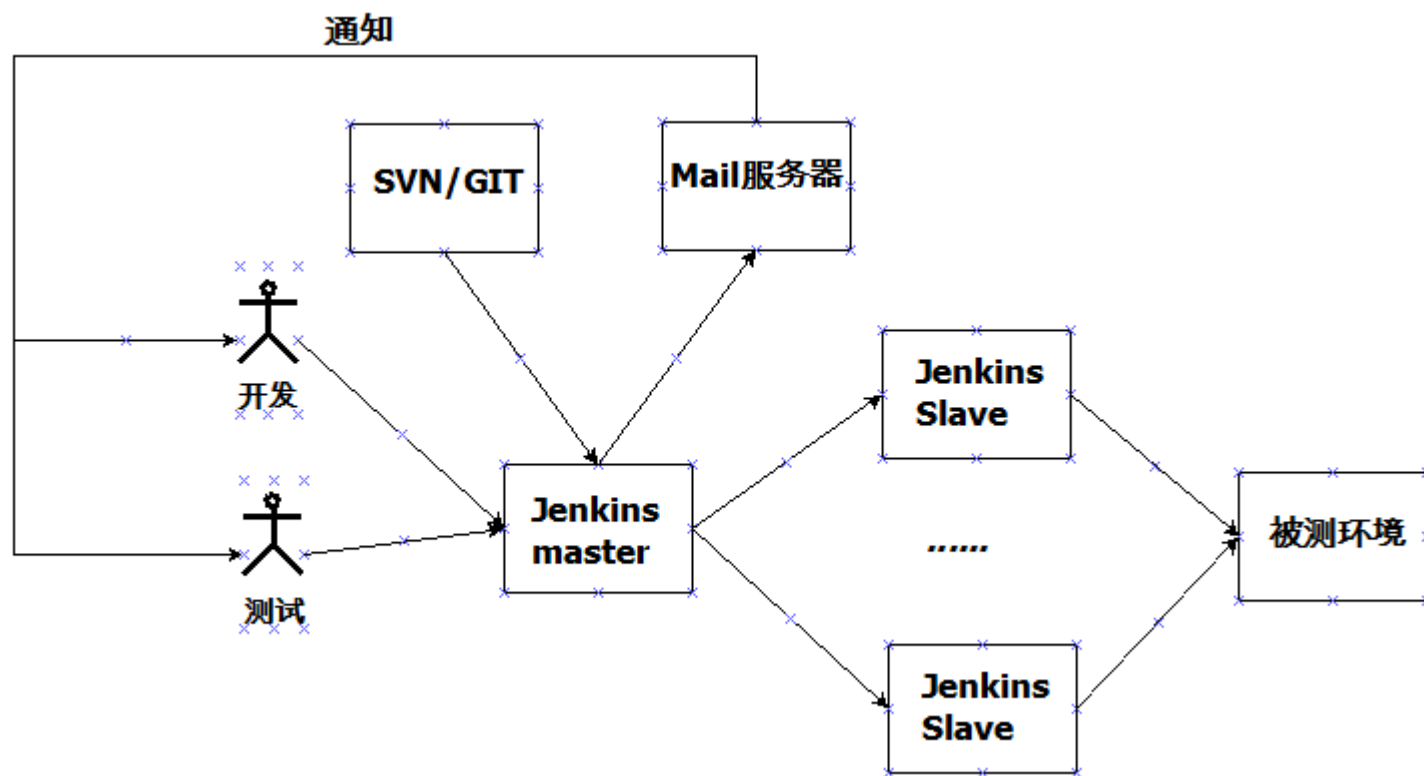 通知
SVN/GIT
Mail服务器
开发
Jenkins
Slave
Jenkins
master
......
被测环境
测试
Jenkins
Slave